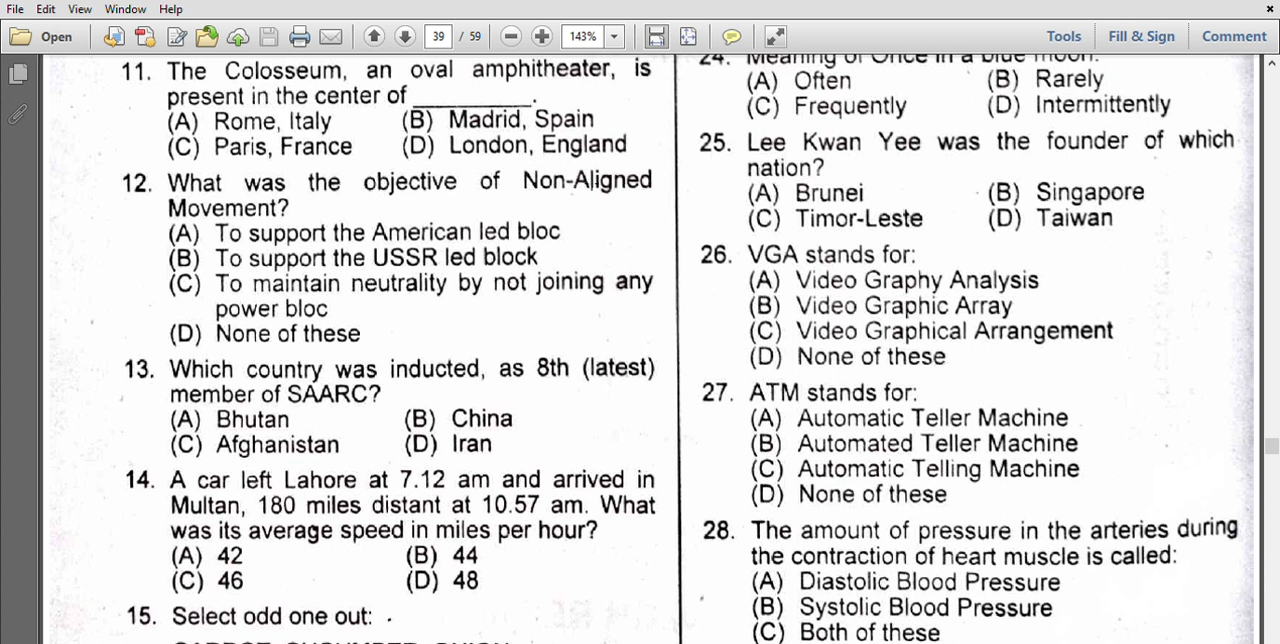 File Edit View Window Help
Open 39 / 59 143% Tools Fill & Sign Comment
11. The Colosseum, an oval amphitheater, is
present in the center of __________.
(A) Rome, Italy (B) Madrid, Spain
(C) Paris, France (D) London, England
12. What was the objective of Non-Aligned
Movement?
(A) To support the American led bloc
(B) To support the USSR led block
(C) To maintain neutrality by not joining any
power bloc
(D) None of these
13. Which country was inducted, as 8th (latest)
member of SAARC?
(A) Bhutan (B) China
(C) Afghanistan (D) Iran
14. A car left Lahore at 7.12 am and arrived in
Multan, 180 miles distant at 10.57 am. What
was its average speed in miles per hour?
(A) 42 (B) 44
(C) 46 (D) 48
15. Select odd one out:
24. Meaning of Once in a blue moon:
(A) Often (B) Rarely
(C) Frequently (D) Intermittently
25. Lee Kwan Yee was the founder of which
nation?
(A) Brunei (B) Singapore
(C) Timor-Leste (D) Taiwan
26. VGA stands for:
(A) Video Graphy Analysis
(B) Video Graphic Array
(C) Video Graphical Arrangement
(D) None of these
27. ATM stands for:
(A) Automatic Teller Machine
(B) Automated Teller Machine
(C) Automatic Telling Machine
(D) None of these
28. The amount of pressure in the arteries during
the contraction of heart muscle is called:
(A) Diastolic Blood Pressure
(B) Systolic Blood Pressure
(C) Both of these